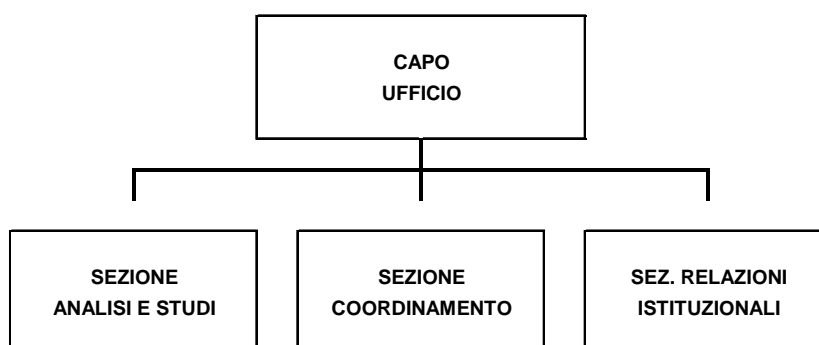 CAPO
UFFICIO
SEZIONE
ANALISI E STUDI
SEZIONE
COORDINAMENTO
SEZ. RELAZIONI
ISTITUZIONALI